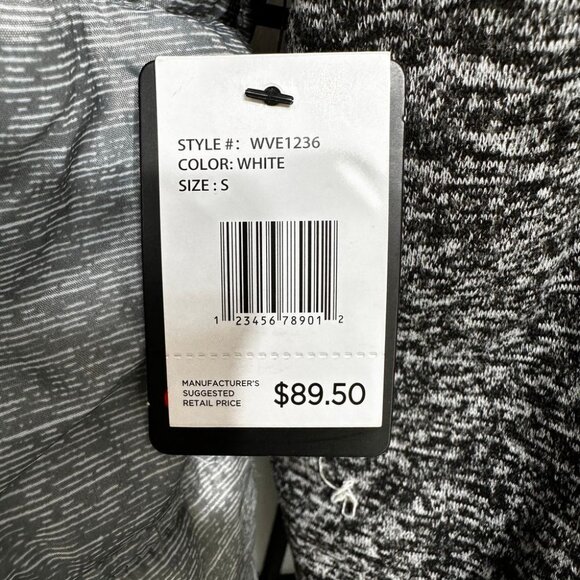 STYLE #: WVE1236
COLOR: WHITE
SIZE : S
1 23456 78901 2
MANUFACTURER'S
SUGGESTED
RETAIL PRICE
$89.50